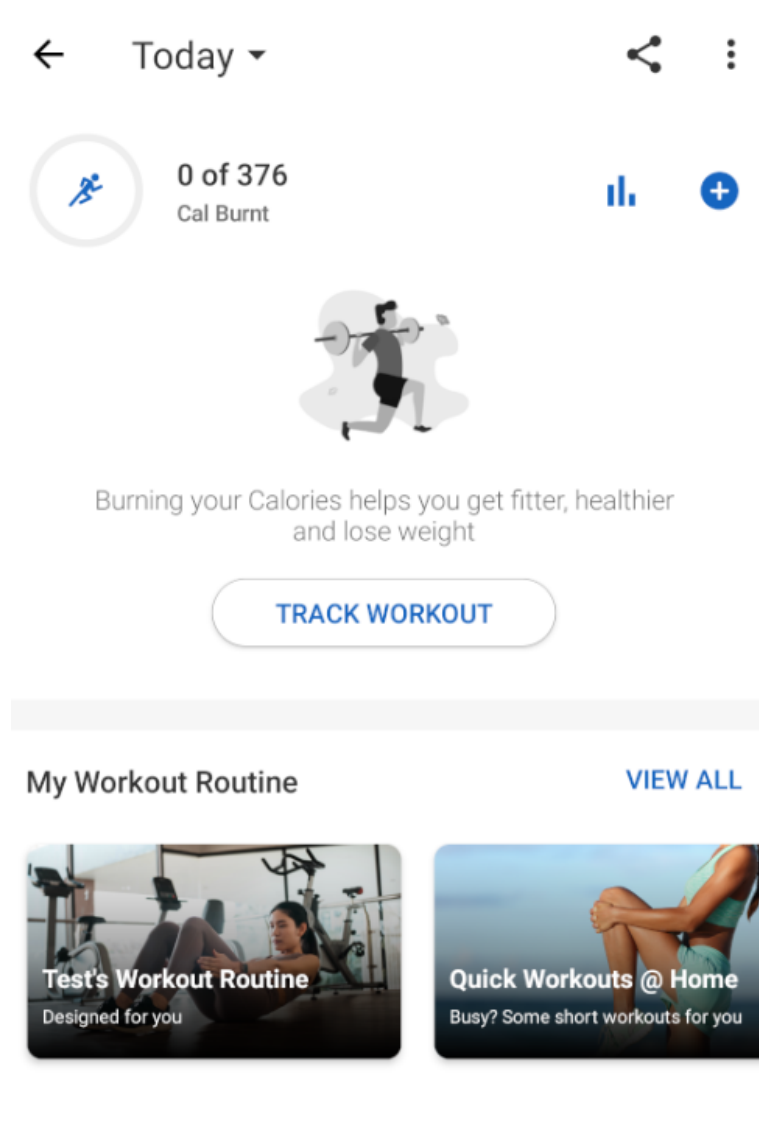 Today
0 of 376
Cal Burnt
Burning your Calories helps you get fitter, healthier
and lose weight
TRACK WORKOUT
My Workout Routine
VIEW ALL
Test's Workout Routine
Designed for you
Quick Workouts @ Home
Busy? Some short workouts for you